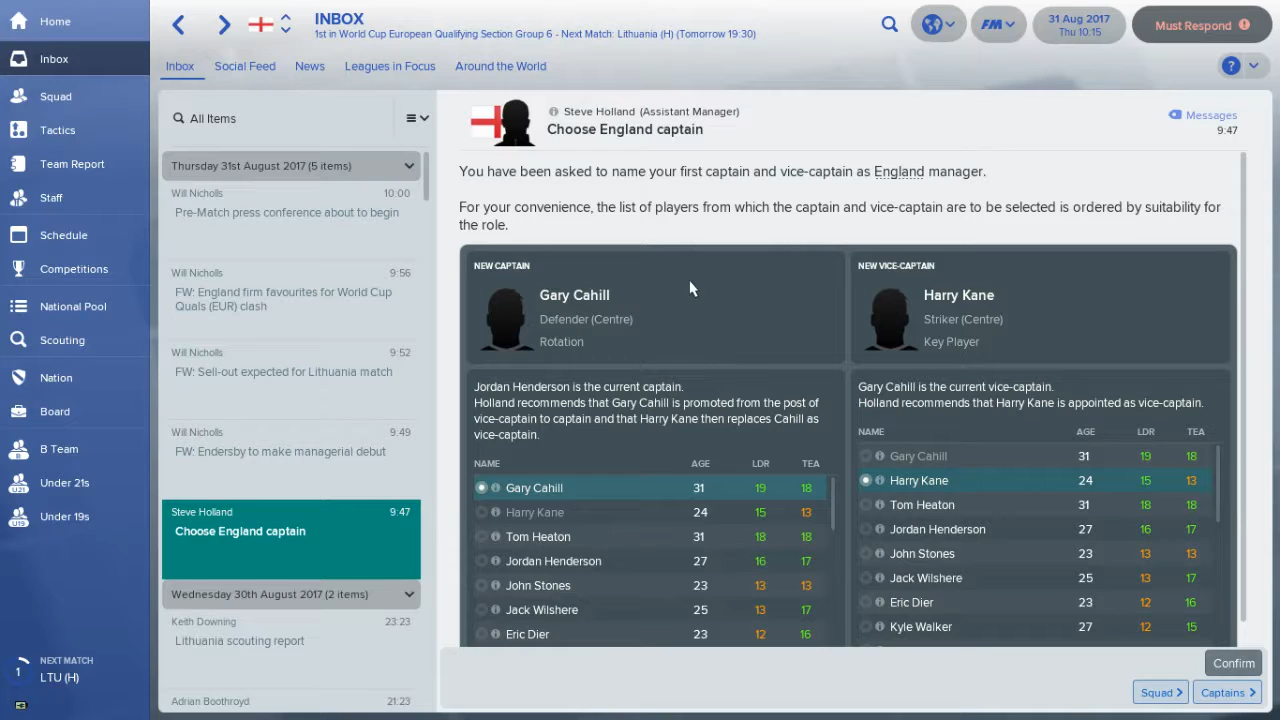 Home
Inbox
Squad
Tactics
Team Report
Staff
Schedule
Competitions
National Pool
Scouting
Nation
Board
B Team
Under 21s
Under 19s
1
NEXT MATCH
LTU (H)
INBOX
1st in World Cup European Qualifying Section Group 6 - Next Match: Lithuania (H) (Tomorrow 19:30)
FM
31 Aug 2017
Thu 10:15
Must Respond
Inbox
Social Feed
News
Leagues in Focus
Around the World
?
All Items
Thursday 31st August 2017 (5 items)
Will Nicholls 10:00
Pre-Match press conference about to begin
Will Nicholls 9:56
FW: England firm favourites for World Cup
Quals (EUR) clash
Will Nicholls 9:52
FW: Sell-out expected for Lithuania match
Will Nicholls 9:49
FW: Endersby to make managerial debut
Steve Holland 9:47
Choose England captain
Wednesday 30th August 2017 (2 items)
Keith Downing 23:23
Lithuania scouting report
Adrian Boothroyd 21:23
Steve Holland (Assistant Manager)
Choose England captain
Messages
9:47
You have been asked to name your first captain and vice-captain as England manager.
For your convenience, the list of players from which the captain and vice-captain are to be selected is ordered by suitability for
the role.
NEW CAPTAIN
Gary Cahill
Defender (Centre)
Rotation
Jordan Henderson is the current captain.
Holland recommends that Gary Cahill is promoted from the post of
vice-captain to captain and that Harry Kane then replaces Cahill as
vice-captain.
NAME AGE LDR TEA
Gary Cahill 31 19 18
Harry Kane 24 15 13
Tom Heaton 31 18 18
Jordan Henderson 27 16 17
John Stones 23 13 13
Jack Wilshere 25 13 17
Eric Dier 23 12 16
NEW VICE-CAPTAIN
Harry Kane
Striker (Centre)
Key Player
Gary Cahill is the current vice-captain.
Holland recommends that Harry Kane is appointed as vice-captain.
NAME AGE LDR TEA
Gary Cahill 31 19 18
Harry Kane 24 15 13
Tom Heaton 31 18 18
Jordan Henderson 27 16 17
John Stones 23 13 13
Jack Wilshere 25 13 17
Eric Dier 23 12 16
Kyle Walker 27 12 15
Confirm
Squad
Captains